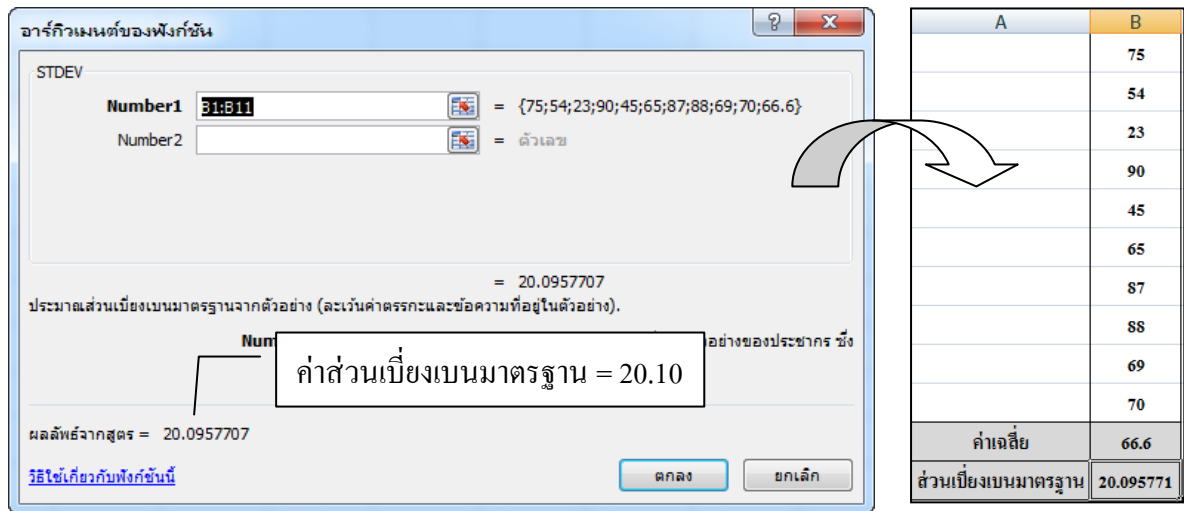 อาร์กิวเมนต์ของฟังก์ชัน
STDEV
Number1 B1:B11 = {75;54;23;90;45;65;87;88;69;70;66.6}
Number2 = ตัวเลข
= 20.0957707
ประมาณส่วนเบี่ยงเบนมาตรฐานจากตัวอย่าง (ละเว้นค่าตรรกะและข้อความที่อยู่ในตัวอย่าง).
ของประชากร ซึ่ง
ค่าส่วนเบี่ยงเบนมาตรฐาน = 20.10
ผลลัพธ์จากสูตร = 20.0957707
วิธีใช้เกี่ยวกับฟังก์ชันนี้
ตกลง ยกเลิก
A B
75
54
23
90
45
65
87
88
69
70
ค่าเฉลี่ย 66.6
ส่วนเบี่ยงเบนมาตรฐาน 20.095771